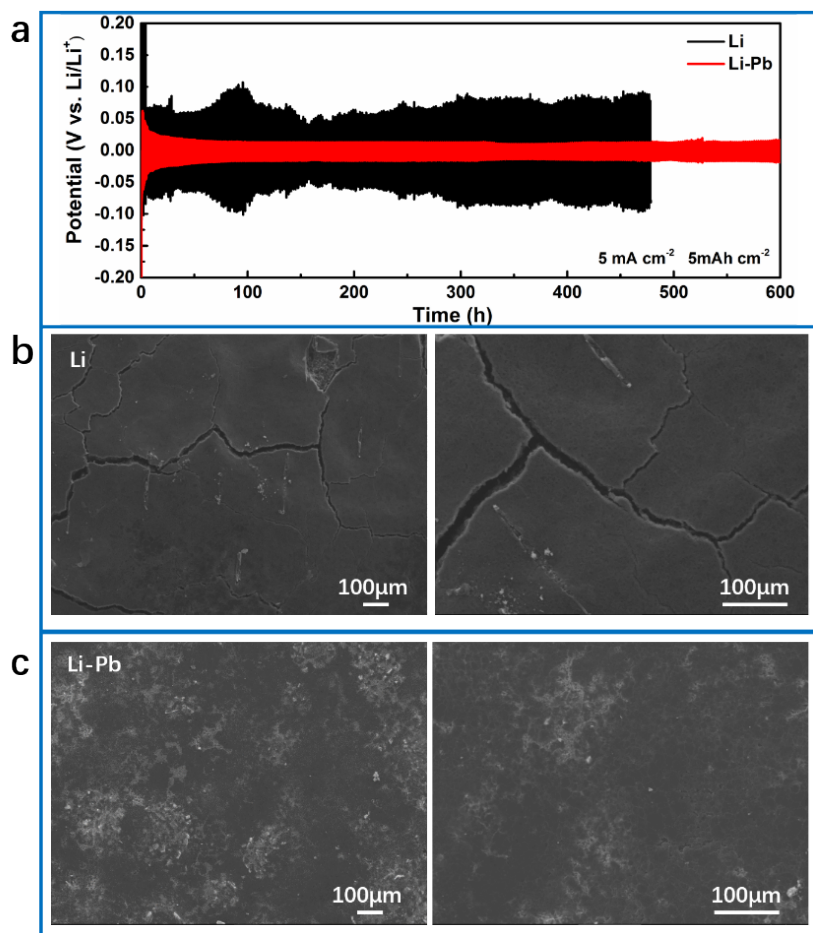 a
Potential (V vs. Li/Li⁺)
0.20
0.15
0.10
0.05
0.00
-0.05
-0.10
-0.15
-0.20
Li
Li-Pb
5 mA cm⁻² 5mAh cm⁻²
0 100 200 300 400 500 600
Time (h)
b
Li
100μm
100μm
c
Li-Pb
100μm
100μm